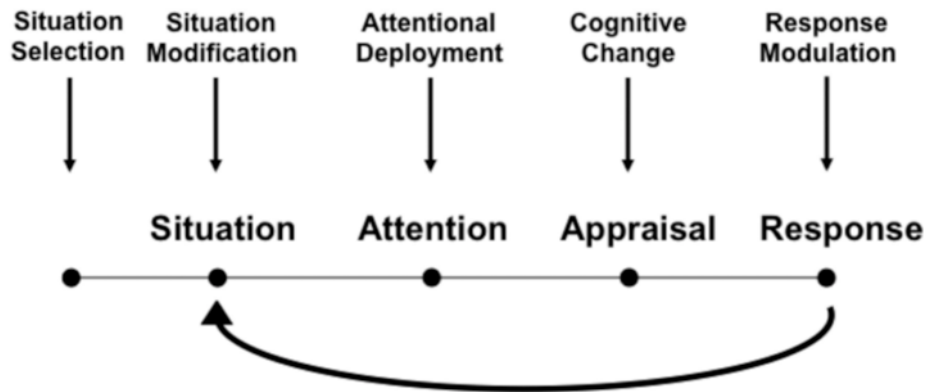 Situation
Selection
Situation
Modification
Attentional
Deployment
Cognitive
Change
Response
Modulation
Situation
Attention
Appraisal
Response